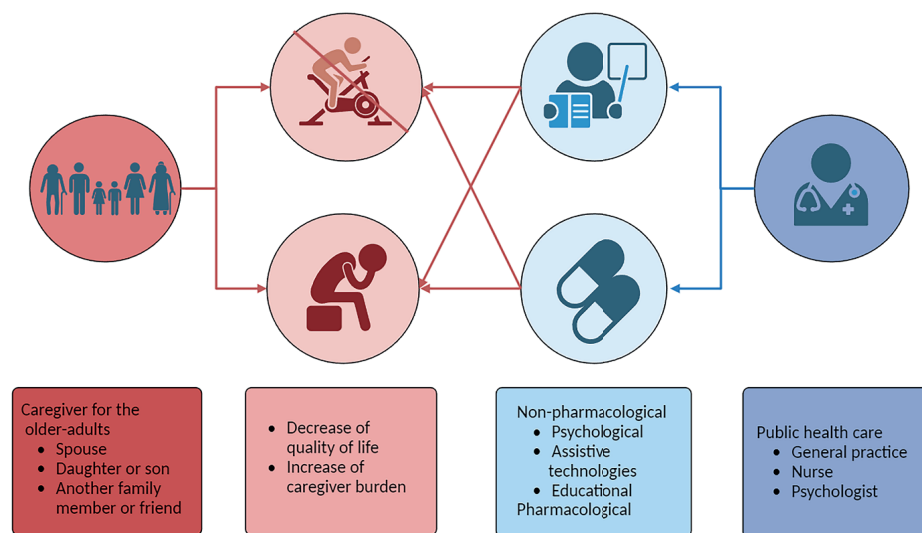 Caregiver for the
older-adults
• Spouse
• Daughter or son
• Another family
member or friend
• Decrease of
quality of life
• Increase of
caregiver burden
Non-pharmacological
• Psychological
• Assistive
technologies
• Educational
Pharmacological
Public health care
• General practice
• Nurse
• Psychologist